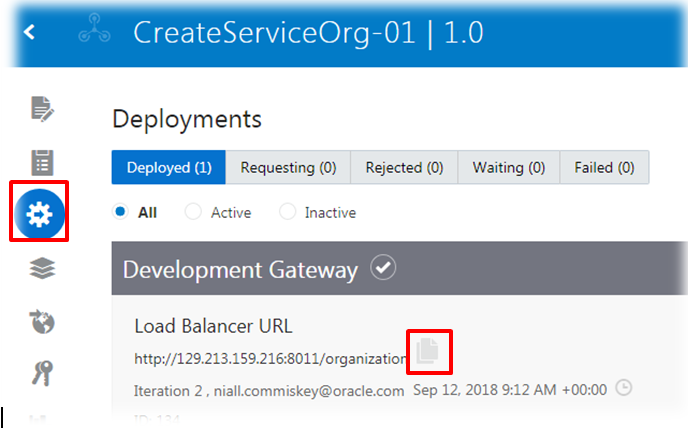 CreateServiceOrg-01 | 1.0
Deployments
Deployed (1) Requesting (0) Rejected (0) Waiting (0) Failed (0)
All Active Inactive
Development Gateway
Load Balancer URL
http://129.213.159.216:8011/organization
Iteration 2 , niall.commiskey@oracle.com Sep 12, 2018 9:12 AM +00:00
ID: 134